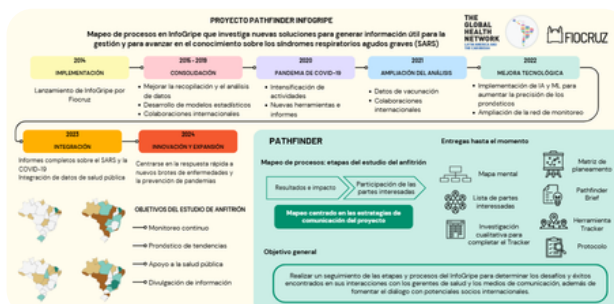 PROYECTO PATHFINDER INFOGRIPE
Mapeo de procesos en InfoGripe que investiga nuevas soluciones para generar información útil para la
gestión y para avanzar en el conocimiento sobre los síndromes respiratorios agudos graves (SARS)
THE
GLOBAL
HEALTH
NETWORK
LATIN AMERICA AND
THE CARIBBEAN
FIOCRUZ
2014
IMPLEMENTACIÓN
Lanzamiento de InfoGripe por
Fiocruz
2015-2019
CONSOLIDACIÓN
Mejorar la recopilación y el análisis
de datos
Desarrollo de modelos estadísticos
Colaboraciones internacionales
2020
PANDEMIA DE COVID-19
Intensificación de
actividades
Nuevas herramientas e
informes
2021
AMPLIACIÓN DEL ANÁLISIS
Datos de vacunación
Colaboraciones
internacionales
2022
MEJORA TECNOLÓGICA
Implementación de IA y ML para
aumentar la precisión de los
pronósticos
Ampliación de la red de monitoreo
2023
INTEGRACIÓN
Informes completos sobre el SARS y la
COVID-19
Integración de datos de salud pública
2024
INNOVACIÓN Y EXPANSIÓN
Centrarse en la respuesta rápida a
nuevos brotes de enfermedades y
la prevención de pandemias
OBJETIVOS DEL ESTUDIO DE
ANFITRIÓN
Monitoreo continuo
Pronóstico de tendencias
Apoyo a la salud pública
Divulgación de información
PATHFINDER
Mapeo de procesos: etapas del estudio del anfitrión
Resultados e impacto
Participación de las
partes interesadas
Mapeo centrado en las estrategias de
comunicación del proyecto
Entregas hasta el momento
Mapa mental
Lista de partes
interesadas
Investigación
cualitativa para
completar el Tracker
Matriz de
planeamento
Pathfinder
Brief
Herramienta
Tracker
Protocolo
Objetivo general
Realizar un seguimiento de las etapas y procesos del InfoGripe para determinar los desafíos y éxitos
encontrados en sus interacciones con los gerentes de salud y los medios de comunicación, además de
fomentar el diálogo con potenciales socios internacionales.